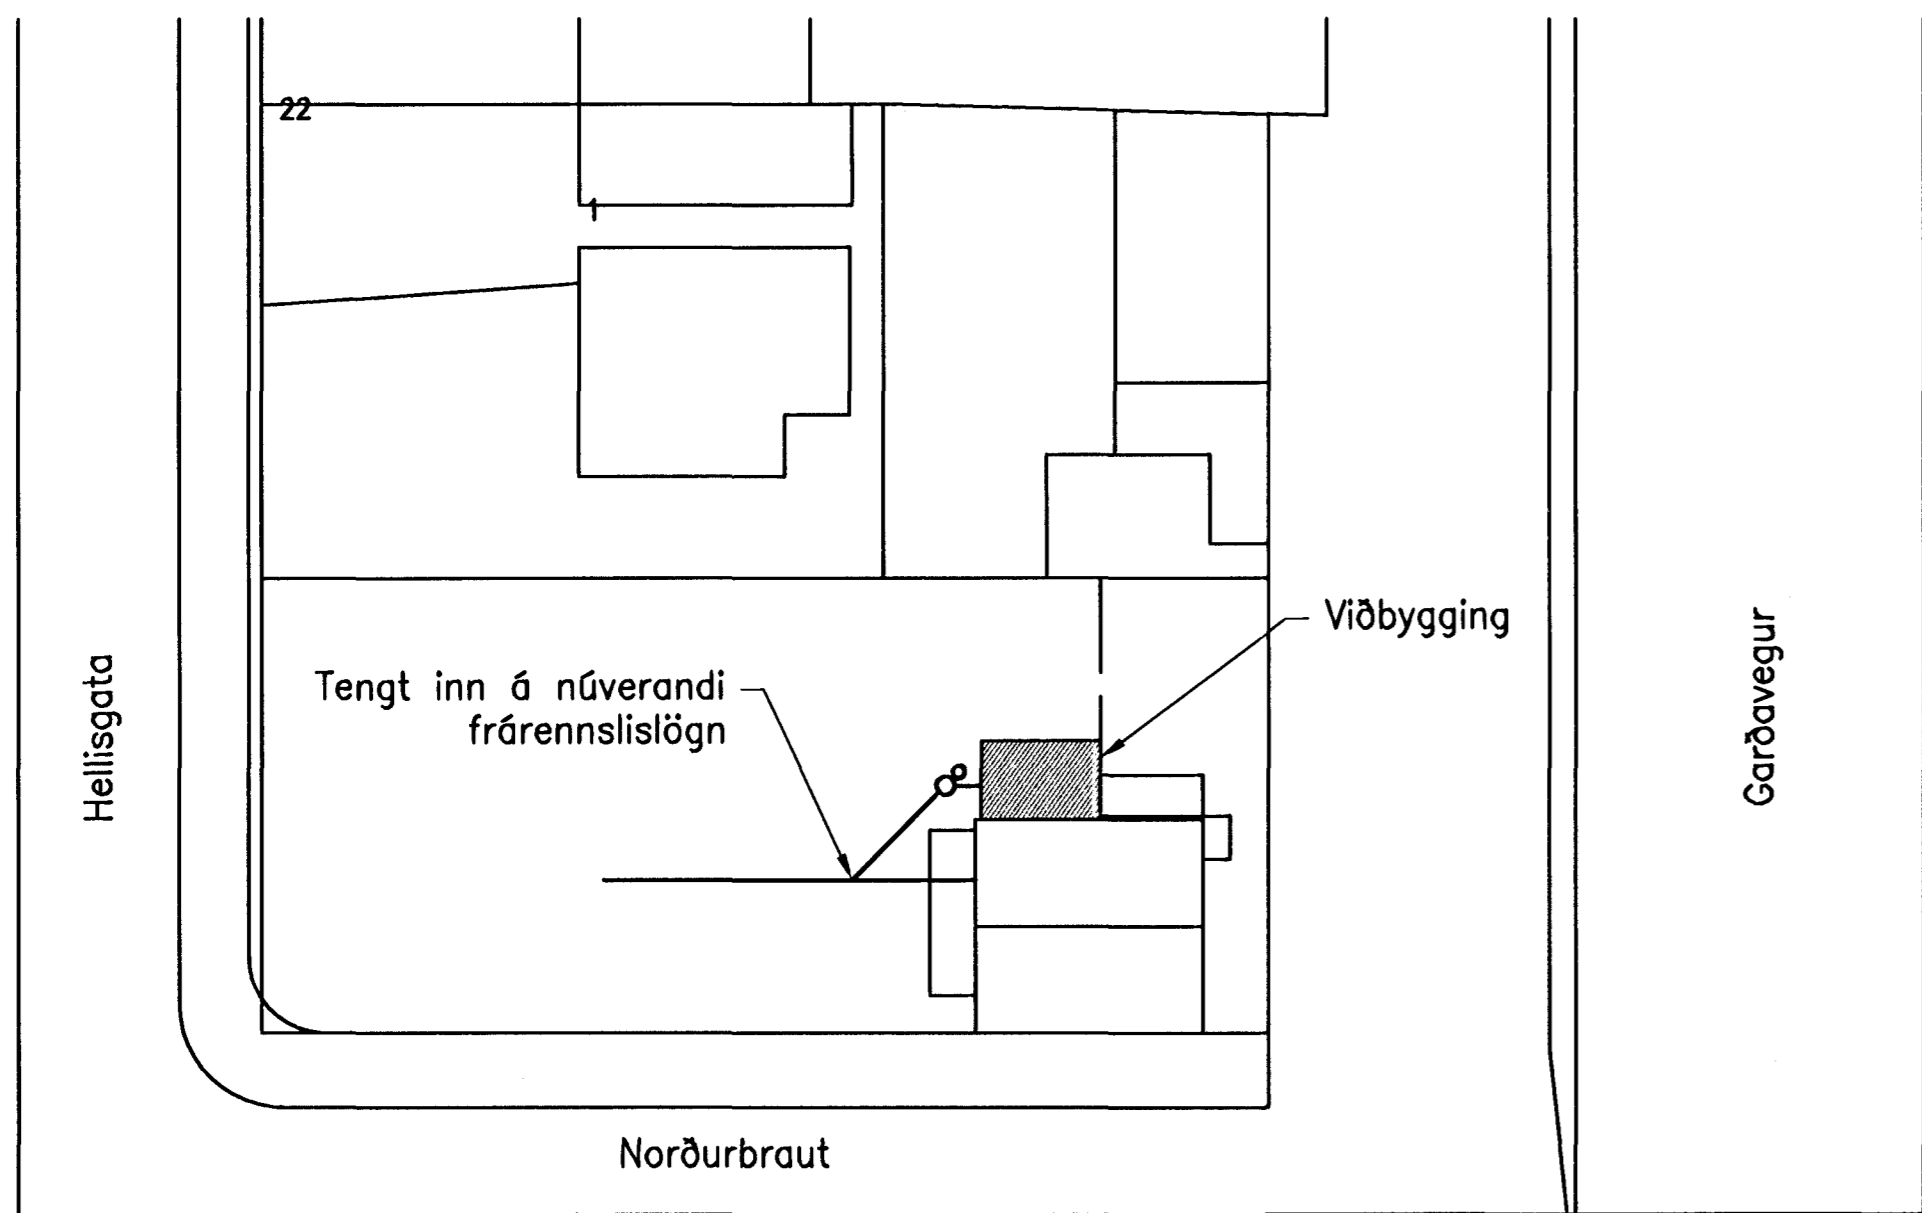 22
1
Viðbygging
Tengt inn á núverandi
frárennslislögn
Hellisgata
Garðavegur
Norðurbraut